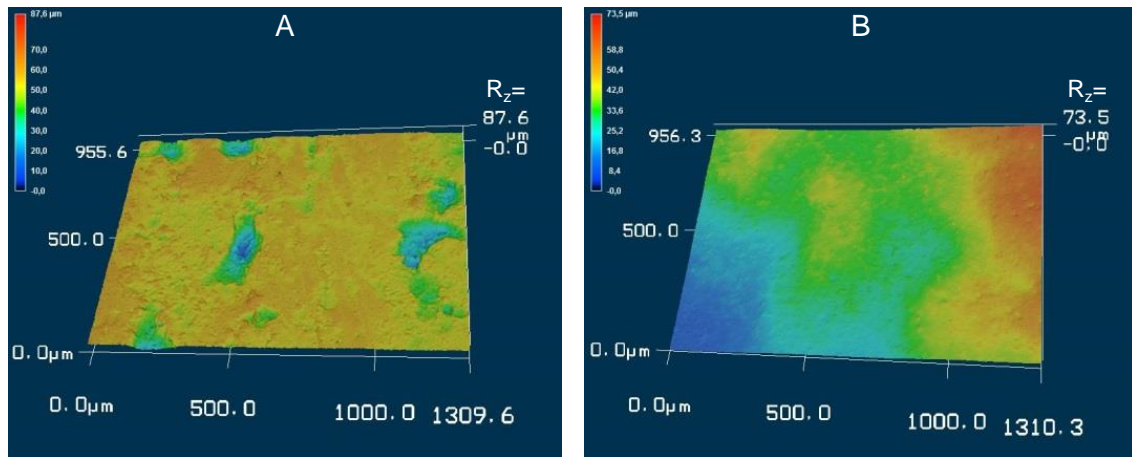 A
87,6 µm
70,0
60,0
50,0
40,0
30,0
20,0
10,0
-0,0
Rz=
87.6
µm
-0.0
955.6
500.0
0.0µm
0.0µm
500.0
1000.0
1309.6
B
73,5 µm
58,8
50,4
42,0
33,6
25,2
16,8
8,4
-0,0
Rz=
73.5
µm
-0.0
956.3
500.0
0.0µm
0.0µm
500.0
1000.0
1310.3